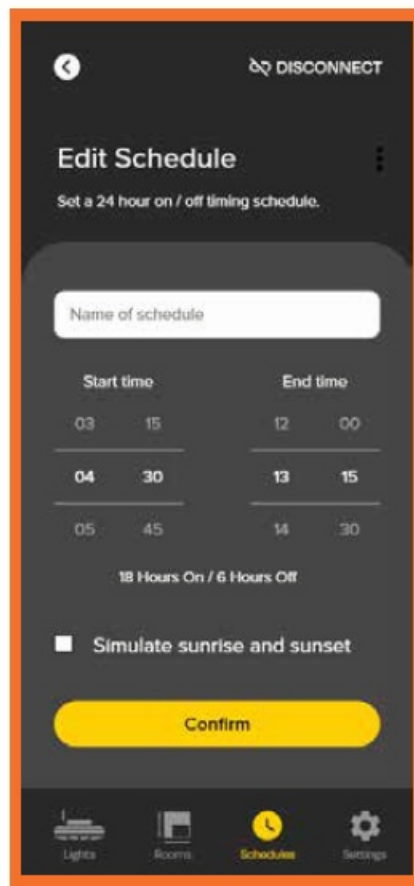 DISCONNECT
Edit Schedule
Set a 24 hour on / off timing schedule.
Name of schedule
Start time End time
03 15 12 00
04 30 13 15
05 45 14 30
18 Hours On / 6 Hours Off
Simulate sunrise and sunset
Confirm
Lights Rooms Schedules Settings